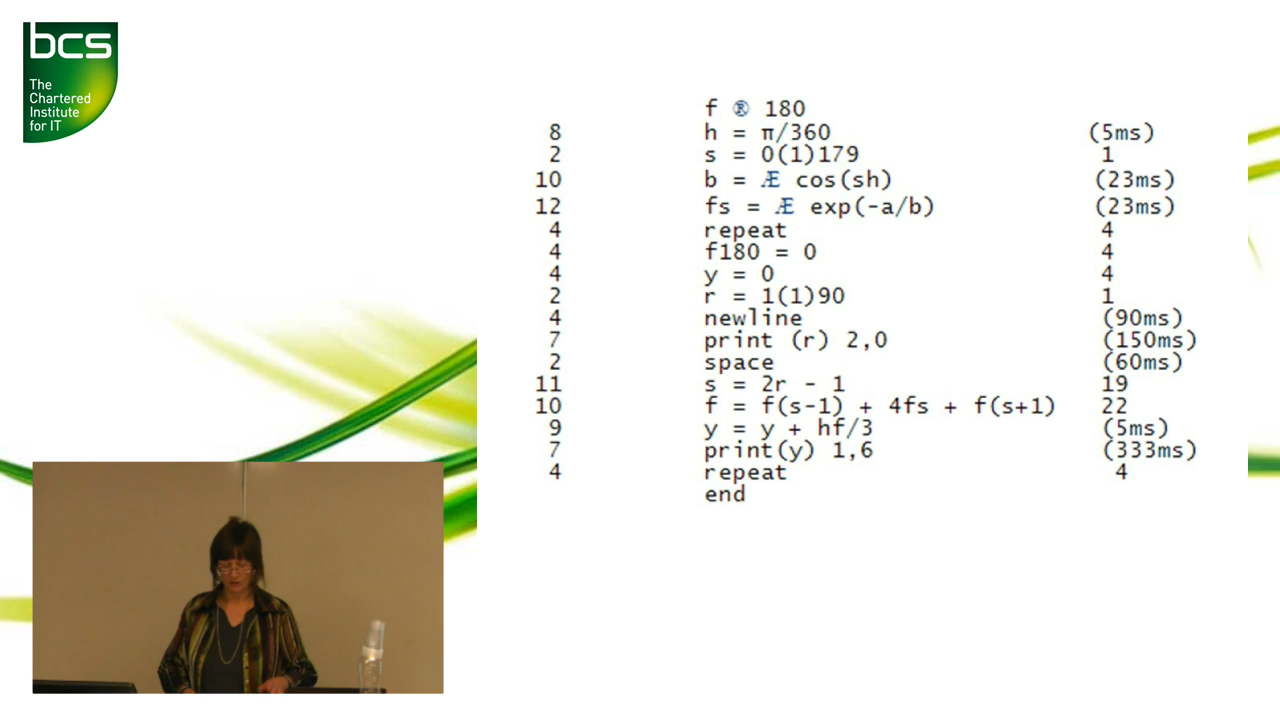 bcs
The
Chartered
Institute
for IT
f ® 180
8 h = π/360 (5ms)
2 s = 0(1)179 1
10 b = Æ cos(sh) (23ms)
12 fs = Æ exp(-a/b) (23ms)
4 repeat 4
4 f180 = 0 4
4 y = 0 4
2 r = 1(1)90 1
4 newline (90ms)
7 print (r) 2,0 (150ms)
2 space (60ms)
11 s = 2r - 1 19
10 f = f(s-1) + 4fs + f(s+1) 22
9 y = y + hf/3 (5ms)
7 print(y) 1,6 (333ms)
4 repeat 4
end